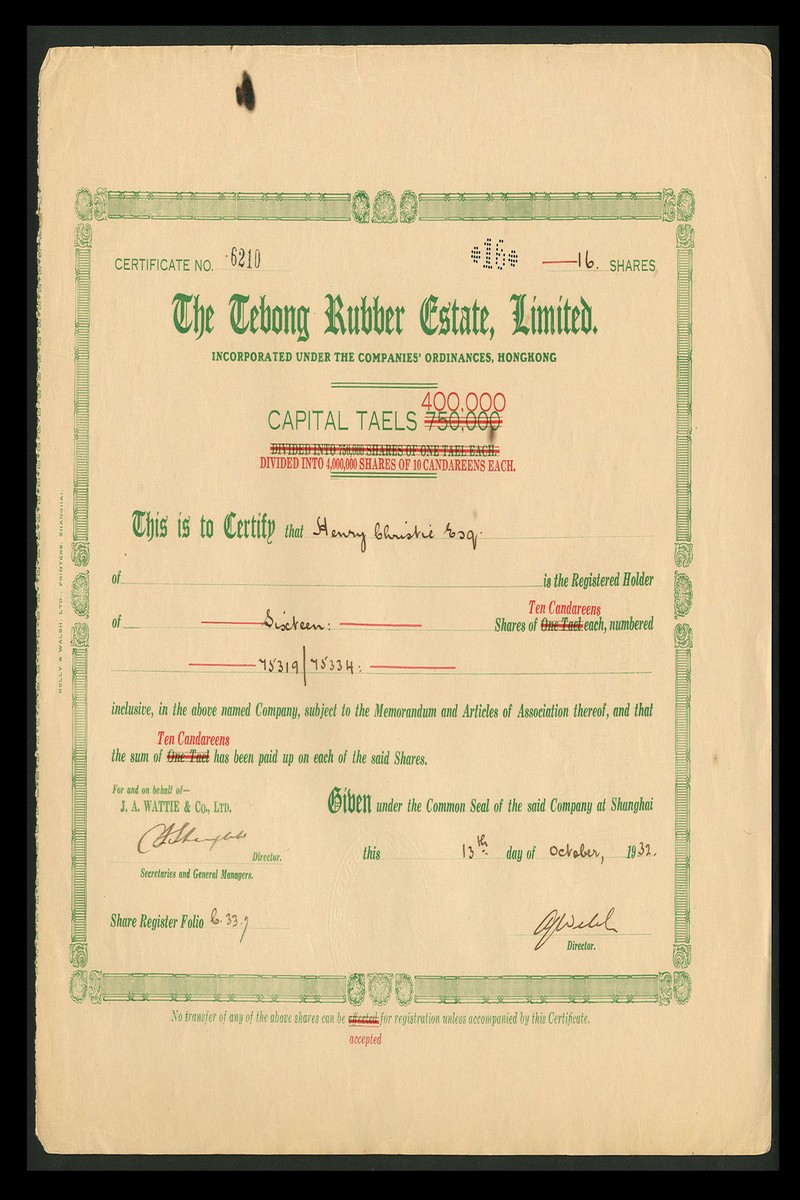 CERTIFICATE NO. 6210 *16* 16. SHARES
The Tebong Rubber Estate, Limited.
INCORPORATED UNDER THE COMPANIES' ORDINANCES, HONGKONG
400,000
CAPITAL TAELS 750,000
DIVIDED INTO 750,000 SHARES OF ONE TAEL EACH.
DIVIDED INTO 4,000,000 SHARES OF 10 CANDAREENS EACH.
This is to Certify that Henry Christie Esq.
of is the Registered Holder
Ten Candareens
of Sixteen: Shares of One Tael each, numbered
75319/75334:
inclusive, in the above named Company, subject to the Memorandum and Articles of Association thereof, and that
Ten Candareens
the sum of One Tael has been paid up on each of the said Shares.
For and on behalf of—
J. A. WATTIE & Co., LTD.
Given under the Common Seal of the said Company at Shanghai
Director.
this 13th day of October, 1932.
Secretaries and General Managers.
Share Register Folio C. 33.7
Director.
No transfer of any of the above shares can be effected for registration unless accompanied by this Certificate.
accepted
KELLY & WALSH, LTD., PRINTERS, SHANGHAI.